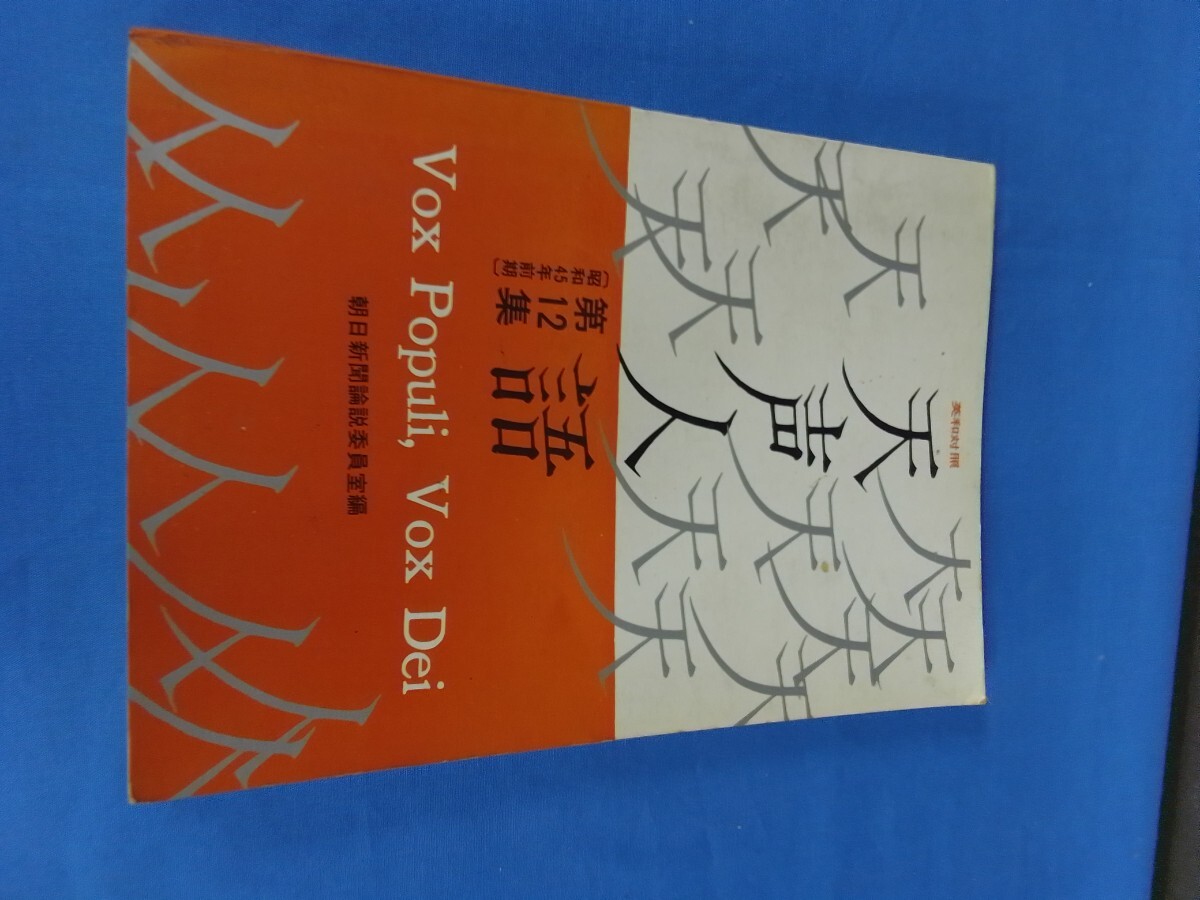 英和対照
天声人語
第12集
〔昭和45年前期〕
Vox Populi, Vox Dei
朝日新聞論説委員室編